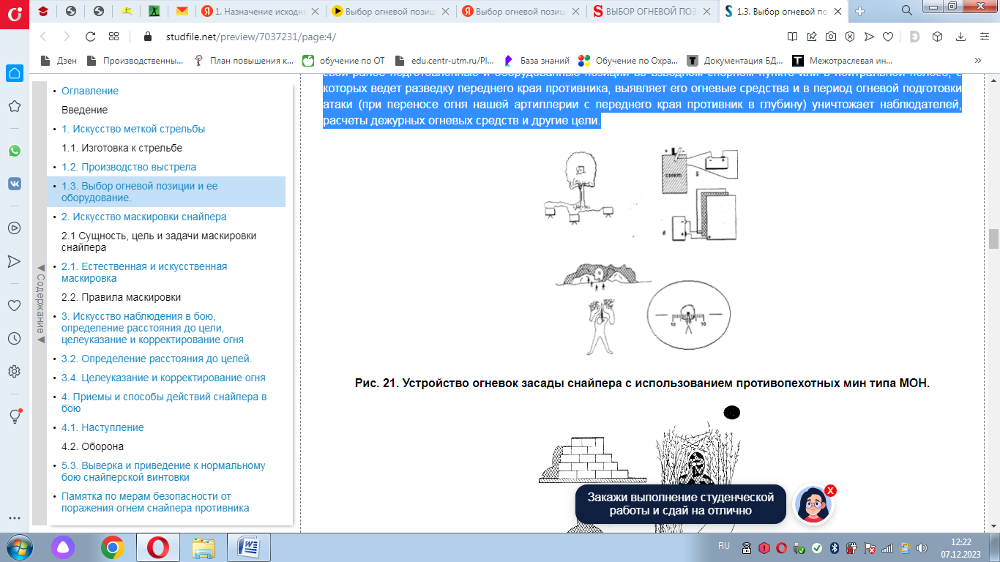 1. Назначение исходны
Выбор огневой позици
Выбор огневой позици
ВЫБОР ОГНЕВОЙ ПОЗ
1.3. Выбор огневой по
studfile.net/preview/7037231/page:4/
Дзен
Производственны...
План повышения к...
обучение по ОТ
edu.centr-utm.ru/Pl...
База знаний
Обучение по Охра...
Документация БД...
Межотраслевая ин...
»
Содержание
Оглавление
Введение
1. Искусство меткой стрельбы
1.1. Изготовка к стрельбе
1.2. Производство выстрела
1.3. Выбор огневой позиции и ее
оборудование.
2. Искусство маскировки снайпера
2.1 Сущность, цель и задачи маскировки
снайпера
2.1. Естественная и искусственная
маскировка
2.2. Правила маскировки
3. Искусство наблюдения в бою,
определение расстояния до цели,
целеуказание и корректирование огня
3.2. Определение расстояния до целей.
3.4. Целеуказание и корректирование огня
4. Приемы и способы действий снайпера в
бою
4.1. Наступление
4.2. Оборона
5.3. Выверка и приведение к нормальному
бою снайперской винтовки
Памятка по мерам безопасности от
поражения огнем снайпера противника
которых ведет разведку переднего края противника, выявляет его огневые средства и в период огневой подготовки
атаки (при переносе огня нашей артиллерии с переднего края противник в глубину) уничтожает наблюдателей,
расчеты дежурных огневых средств и другие цели.
10 10
Рис. 21. Устройство огневок засады снайпера с использованием противопехотных мин типа МОН.
Закажи выполнение студенческой
работы и сдай на отлично
X
RU
12:22
07.12.2023